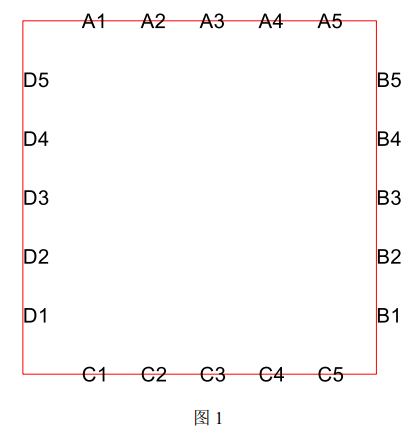 A1 A2 A3 A4 A5
D5 B5
D4 B4
D3 B3
D2 B2
D1 B1
C1 C2 C3 C4 C5
图 1